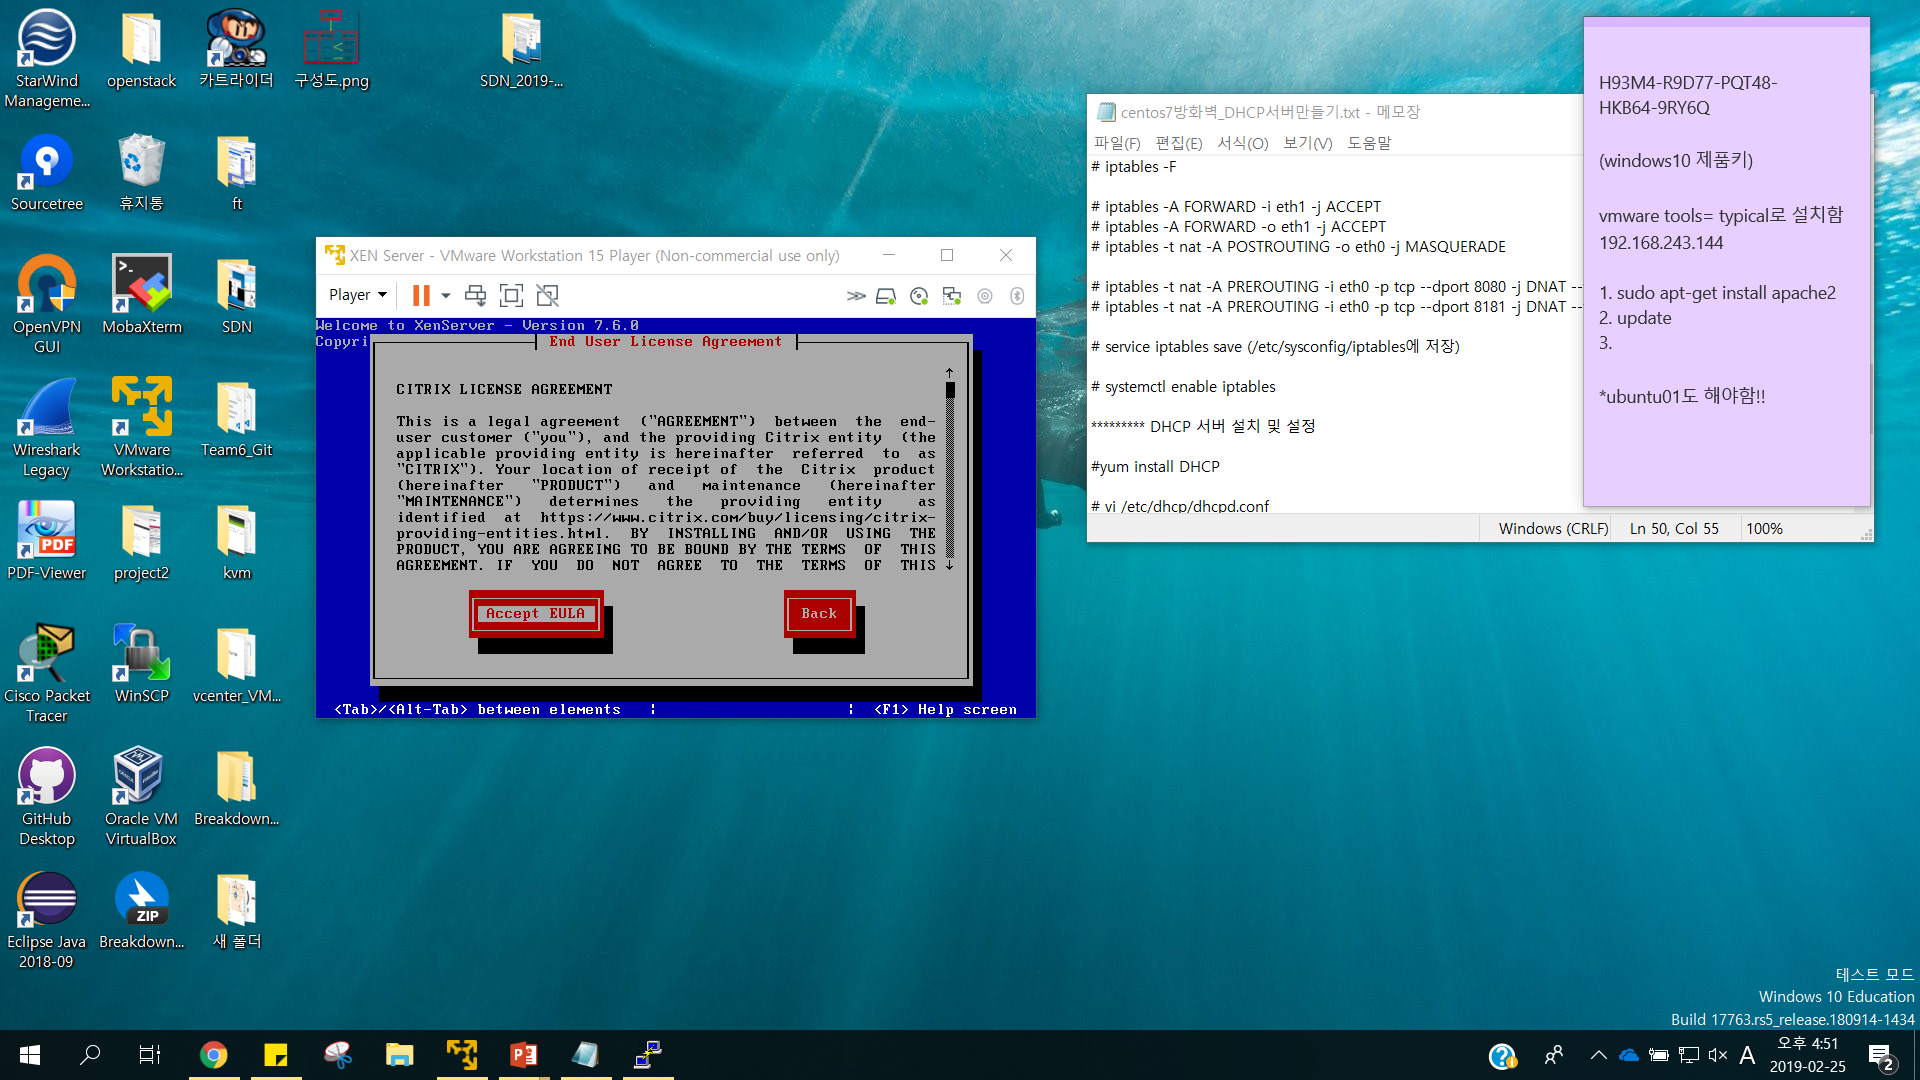 StarWind
Manageme...
openstack
카트라이더
구성도.png
SDN_2019-...
Sourcetree
휴지통
ft
OpenVPN
GUI
MobaXterm
SDN
Wireshark
Legacy
VMware
Workstatio...
Team6_Git
PDF
PDF-Viewer
project2
kvm
Cisco Packet
Tracer
WinSCP
vcenter_VM...
GitHub
Desktop
Oracle VM
VirtualBox
Breakdown...
Eclipse Java
2018-09
ZIP
Breakdown...
새 폴더
XEN Server - VMware Workstation 15 Player (Non-commercial use only)
Player
Welcome to XenServer - Version 7.6.0
Copyri
End User License Agreement
CITRIX LICENSE AGREEMENT
This is a legal agreement ("AGREEMENT") between the end-
user customer ("you"), and the providing Citrix entity (the
applicable providing entity is hereinafter referred to as
"CITRIX"). Your location of receipt of the Citrix product
(hereinafter "PRODUCT") and maintenance (hereinafter
"MAINTENANCE") determines the providing entity as
identified at https://www.citrix.com/buy/licensing/citrix-
providing-entities.html. BY INSTALLING AND/OR USING THE
PRODUCT, YOU ARE AGREEING TO BE BOUND BY THE TERMS OF THIS
AGREEMENT. IF YOU DO NOT AGREE TO THE TERMS OF THIS
Accept EULA
Back
<Tab>/<Alt-Tab> between elements | | <F1> Help screen
centos7방화벽_DHCP서버만들기.txt - 메모장
파일(F) 편집(E) 서식(O) 보기(V) 도움말
# iptables -F
# iptables -A FORWARD -i eth1 -j ACCEPT
# iptables -A FORWARD -o eth1 -j ACCEPT
# iptables -t nat -A POSTROUTING -o eth0 -j MASQUERADE
# iptables -t nat -A PREROUTING -i eth0 -p tcp --dport 8080 -j DNAT --
# iptables -t nat -A PREROUTING -i eth0 -p tcp --dport 8181 -j DNAT --
# service iptables save (/etc/sysconfig/iptables에 저장)
# systemctl enable iptables
********* DHCP 서버 설치 및 설정
#yum install DHCP
# vi /etc/dhcp/dhcpd.conf
Windows (CRLF)
Ln 50, Col 55
100%
H93M4-R9D77-PQT48-
HKB64-9RY6Q
(windows10 제품키)
vmware tools= typical로 설치함
192.168.243.144
1. sudo apt-get install apache2
2. update
3.
*ubuntu01도 해야함!!
테스트 모드
Windows 10 Education
Build 17763.rs5_release.180914-1434
A
오후 4:51
2019-02-25
2